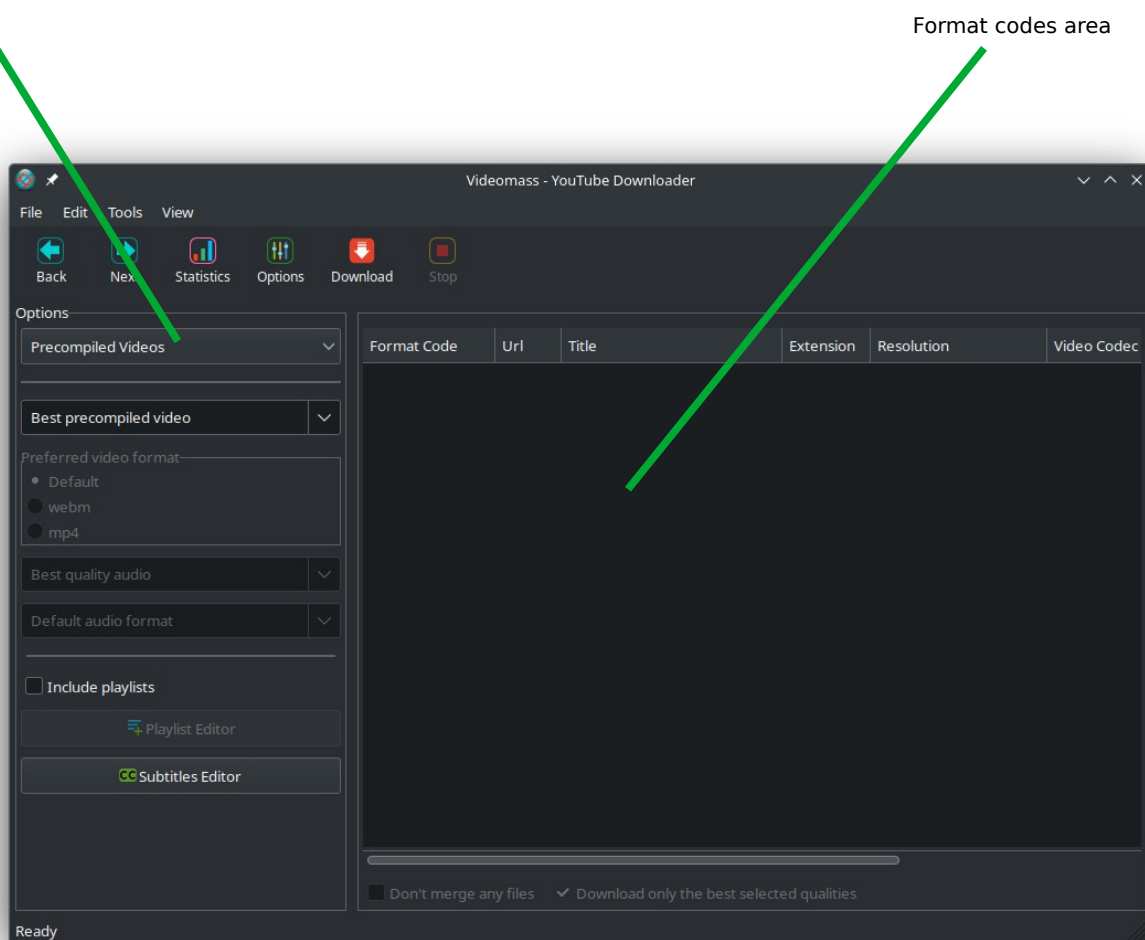 Format codes area
Videomass - YouTube Downloader
File Edit Tools View
Back Next Statistics Options Download Stop
Options
Precompiled Videos
Format Code Url Title Extension Resolution Video Codec
Best precompiled video
Preferred video format
Default
webm
mp4
Best quality audio
Default audio format
Include playlists
Playlist Editor
CC Subtitles Editor
Don't merge any files Download only the best selected qualities
Ready